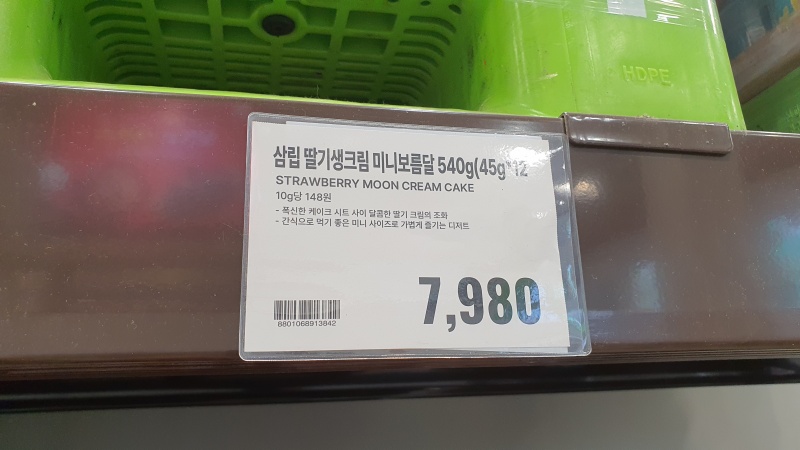 HDPE
삼립 딸기생크림 미니보름달 540g(45g*12
STRAWBERRY MOON CREAM CAKE
10g당 148원
- 폭신한 케이크 시트 사이 달콤한 딸기 크림의 조화
- 간식으로 먹기 좋은 미니 사이즈로 가볍게 즐기는 디저트
7,980
8801068913842